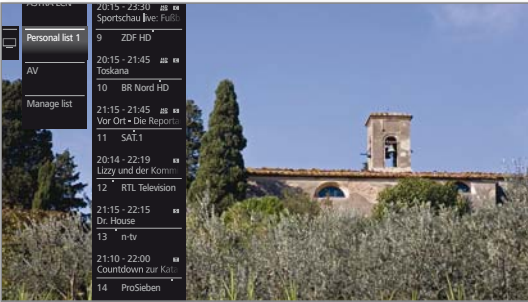 Personal list 1
AV
Manage list
20:15 - 23:30
Sportschau live: Fußb
9 ZDF HD
20:15 - 21:45
Toskana
10 BR Nord HD
21:15 - 21:45
Vor Ort - Die Reporta
11 SAT.1
20:14 - 22:19
Lizzy und der Komm
12 RTL Television
21:15 - 22:15
Dr. House
13 n-tv
21:10 - 22:00
Countdown zur Kata
14 ProSieben